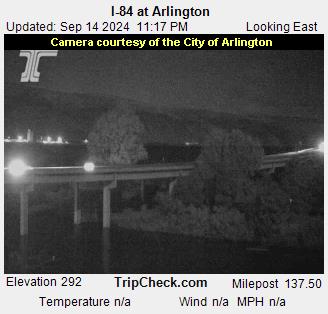 I-84 at Arlington
Updated: Sep 14 2024 11:17 PM Looking East
Camera courtesy of the City of Arlington
Elevation 292 TripCheck.com Milepost 137.50
Temperature n/a Wind n/a MPH n/a